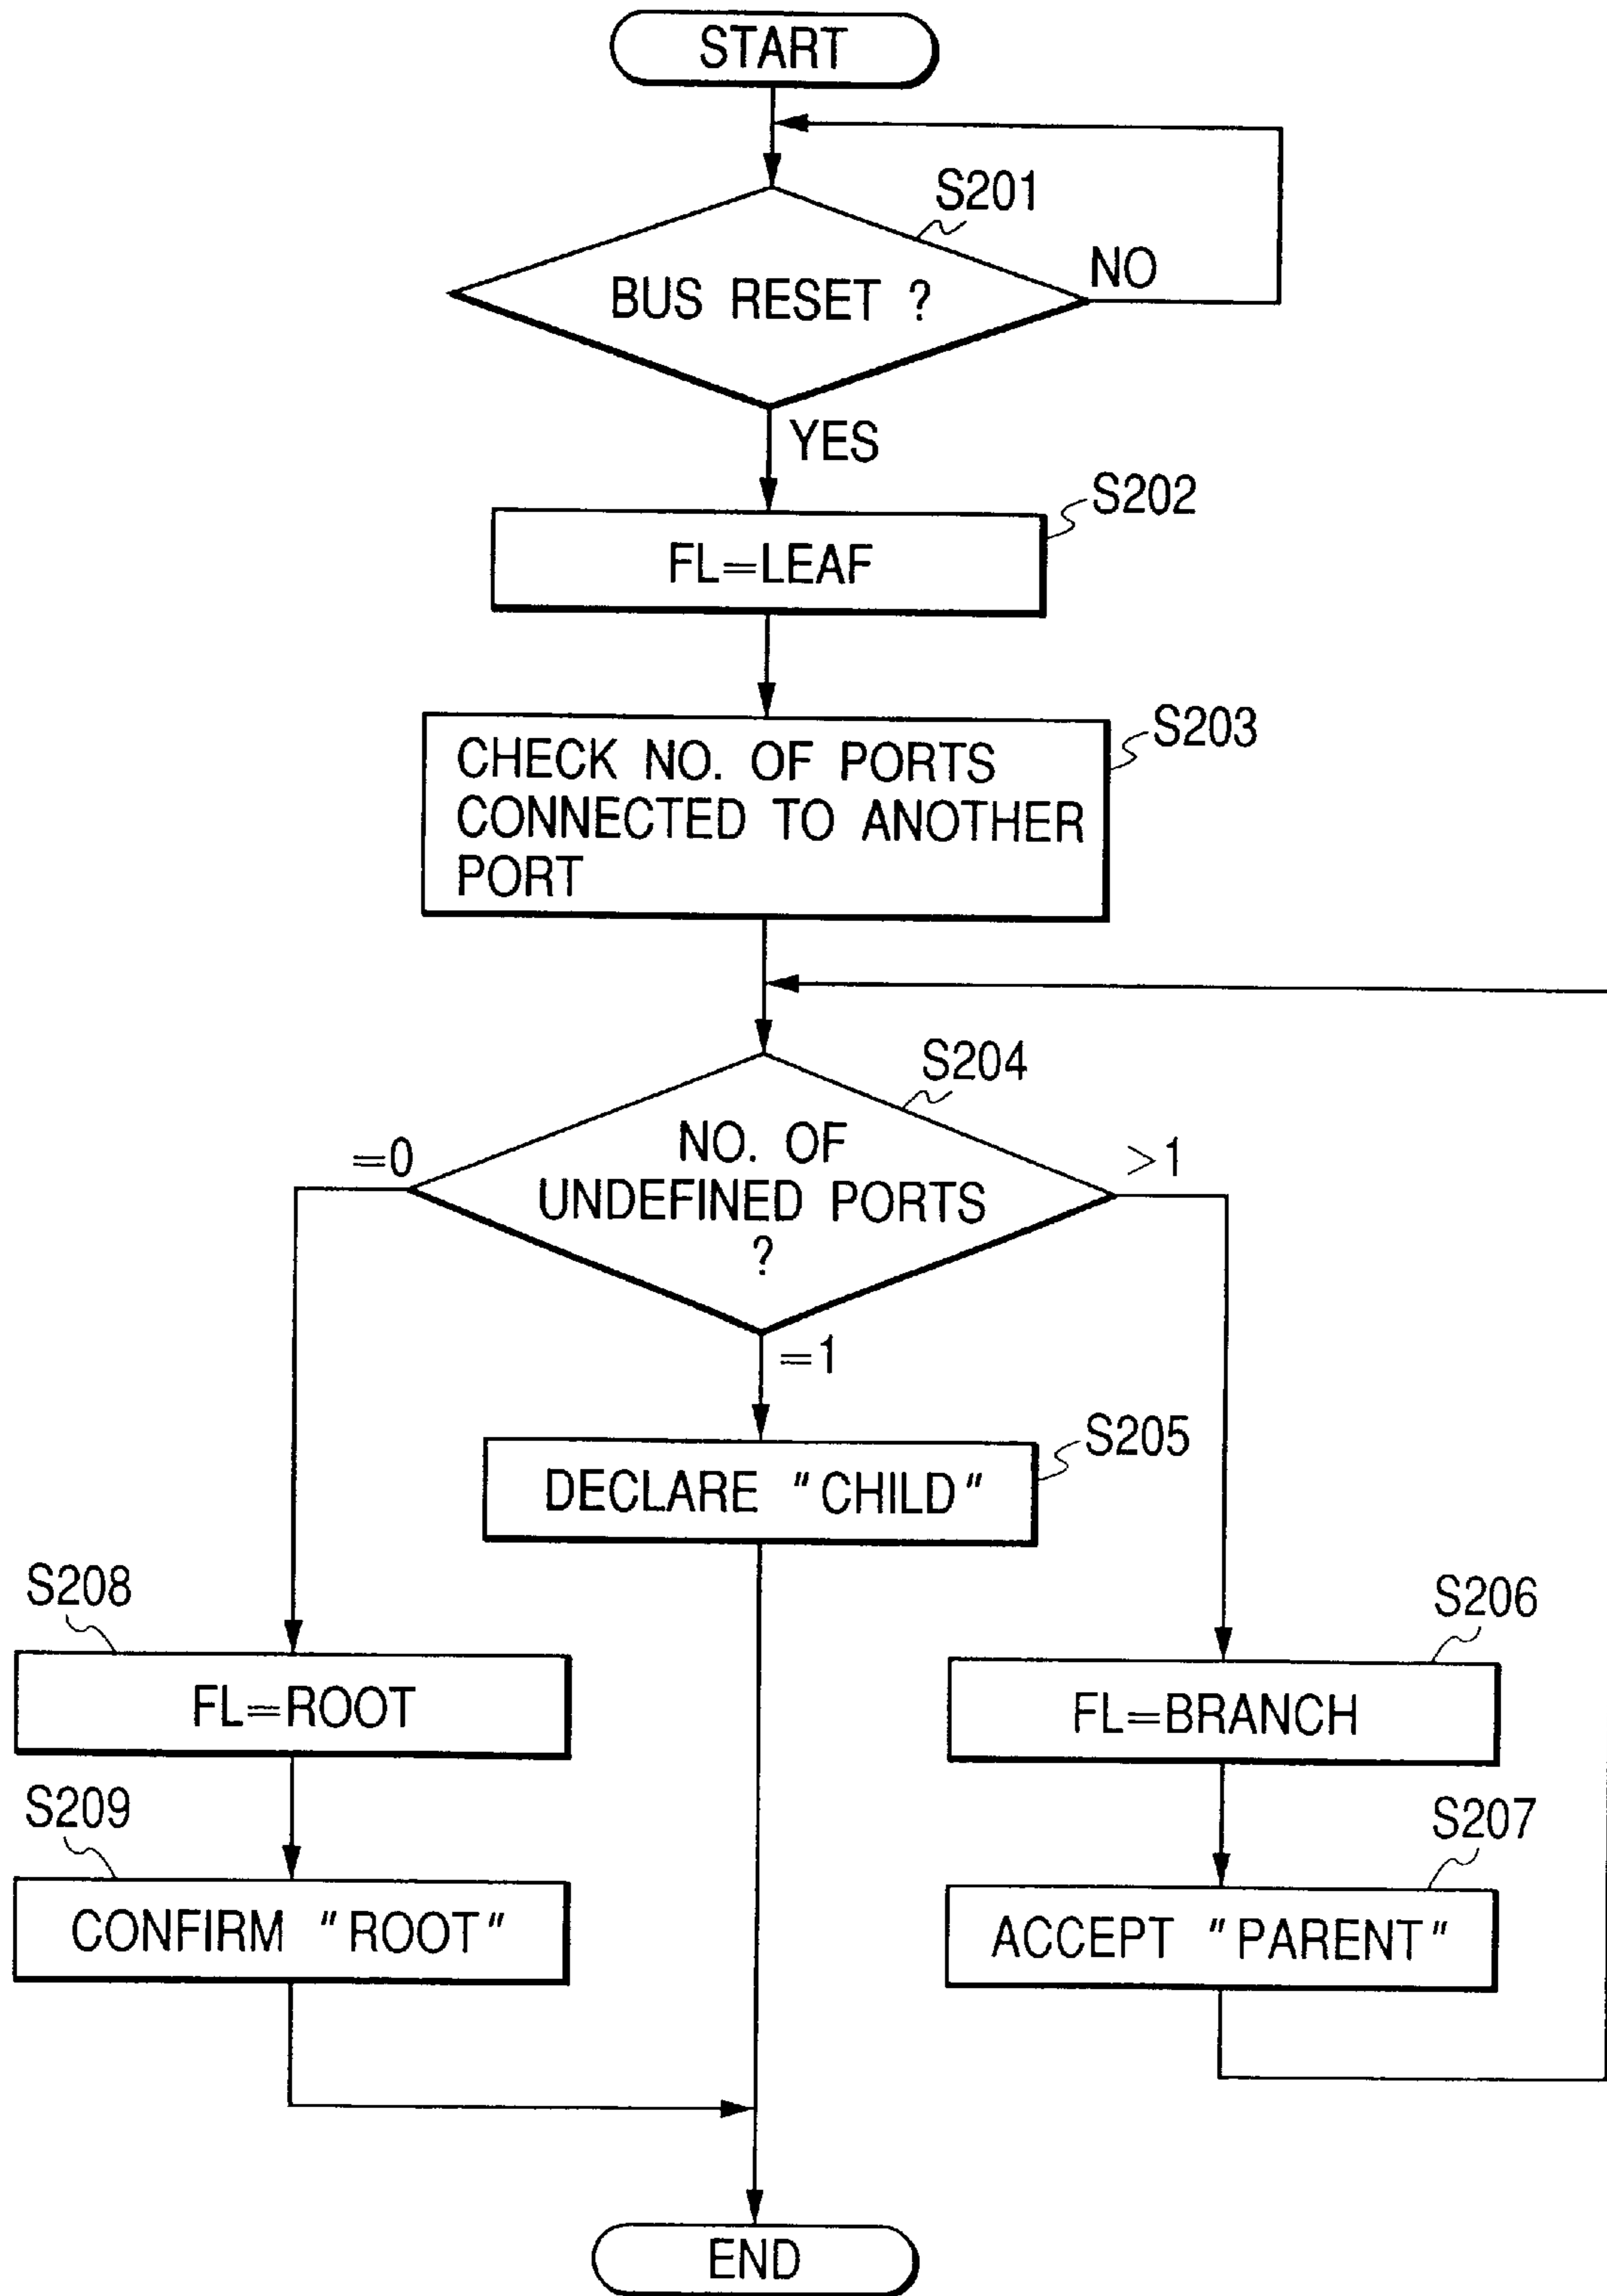 START
S201
BUS RESET ?
NO
YES
S202
FL=LEAF
S203
CHECK NO. OF PORTS
CONNECTED TO ANOTHER
PORT
S204
=0
NO. OF
UNDEFINED PORTS
?
>1
=1
S205
DECLARE "CHILD"
S208
FL=ROOT
S206
FL=BRANCH
S209
CONFIRM "ROOT"
S207
ACCEPT "PARENT"
END